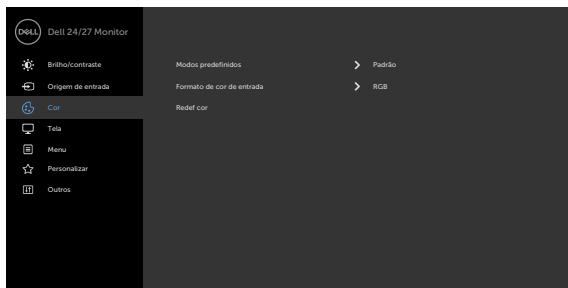 DELL Dell 24/27 Monitor
Brilho/contraste Modos predefinidos Padrão
Origem de entrada Formato de cor de entrada RGB
Cor Redef cor
Tela
Menu
Personalizar
Outros